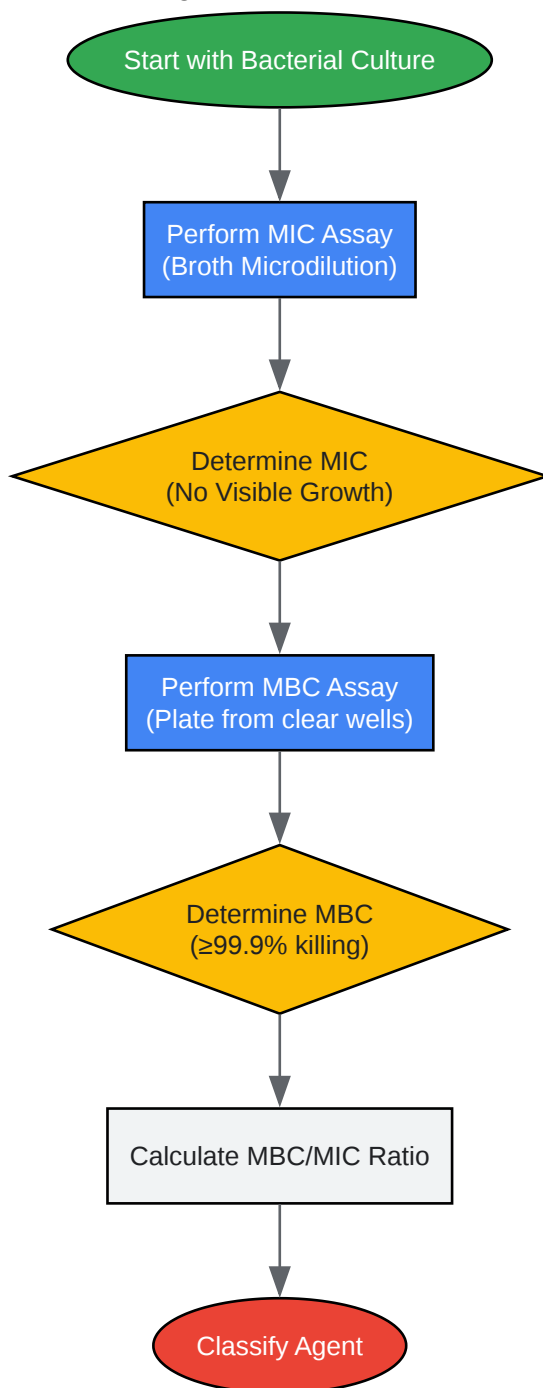 Start with Bacterial Culture
Perform MIC Assay
(Broth Microdilution)
Determine MIC
(No Visible Growth)
Perform MBC Assay
(Plate from clear wells)
Determine MBC
(≥99.9% killing)
Calculate MBC/MIC Ratio
Classify Agent